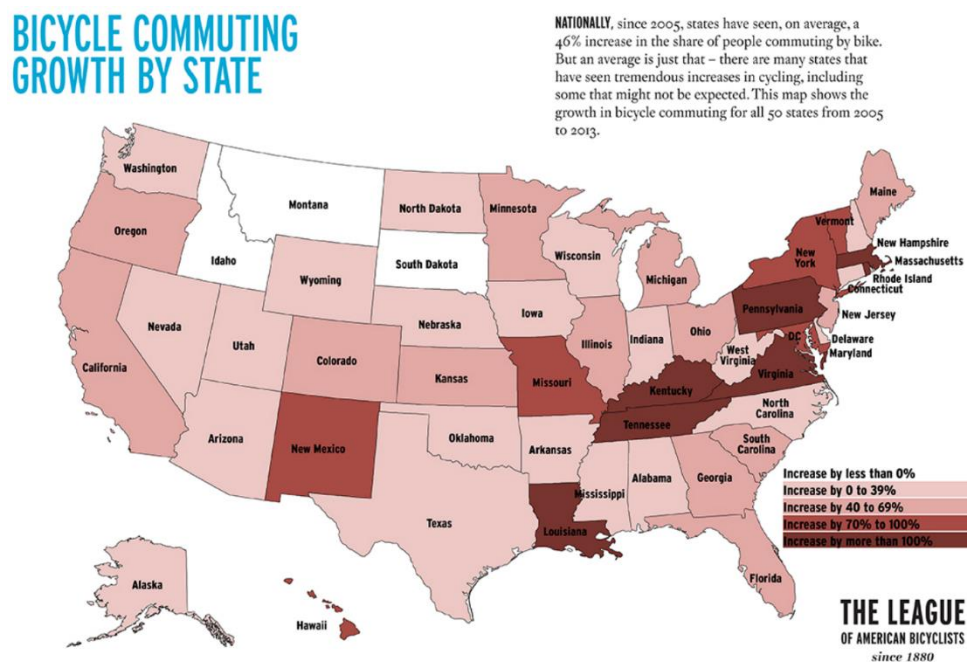 BICYCLE COMMUTING
GROWTH BY STATE
NATIONALLY, since 2005, states have seen, on average, a
46% increase in the share of people commuting by bike.
But an average is just that – there are many states that
have seen tremendous increases in cycling, including
some that might not be expected. This map shows the
growth in bicycle commuting for all 50 states from 2005
to 2013.
Washington
Montana
North Dakota
Minnesota
Maine
Vermont
Oregon
New Hampshire
New
York
Massachusetts
Idaho
South Dakota
Wisconsin
Rhode Island
Wyoming
Michigan
Connecticut
Pennsylvania
New Jersey
Iowa
Nebraska
Nevada
Ohio
DC
Delaware
Utah
Illinois
Indiana
Maryland
West
Virginia
Colorado
California
Virginia
Kansas
Missouri
Kentucky
North
Carolina
Tennessee
Oklahoma
Arizona
New Mexico
Arkansas
South
Carolina
Georgia
Alabama
Mississippi
Texas
Louisiana
Florida
Alaska
Hawaii
Increase by less than 0%
Increase by 0 to 39%
Increase by 40 to 69%
Increase by 70% to 100%
Increase by more than 100%
THE LEAGUE
OF AMERICAN BICYCLISTS
since 1880